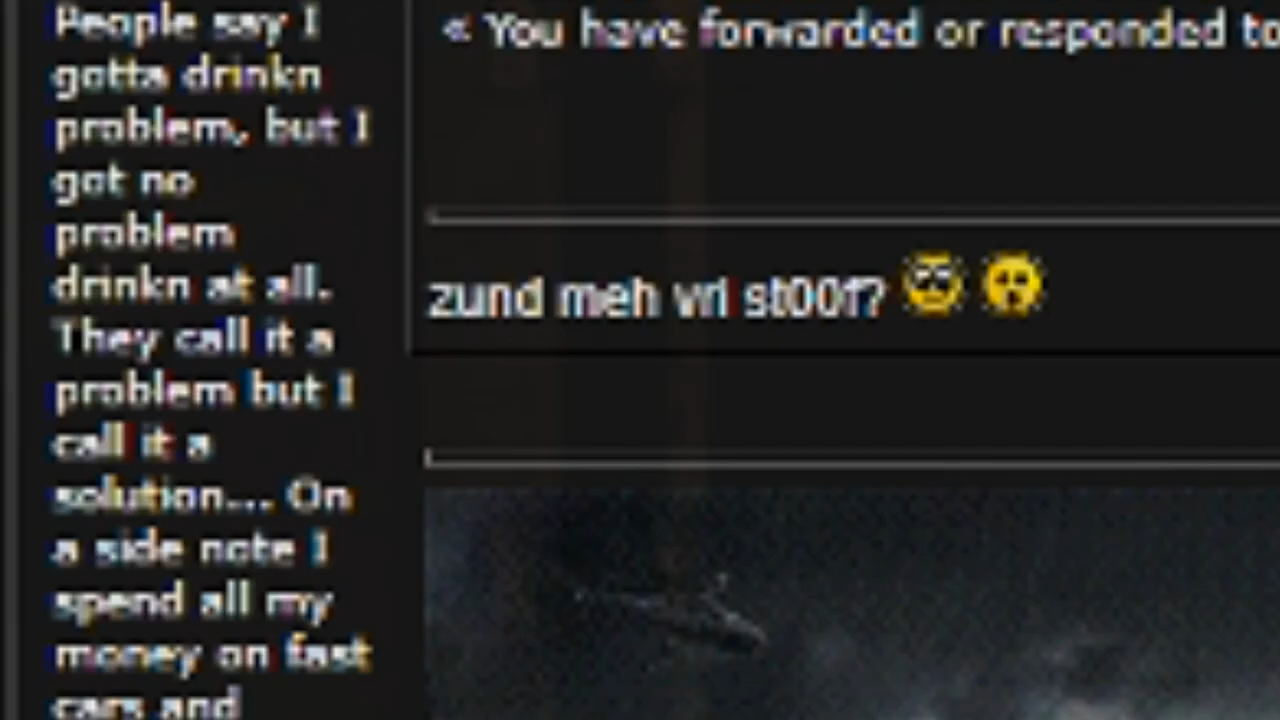 People say I
gotta drinkn
problem, but I
got no
problem
drinkn at all.
They call it a
problem but I
call it a
solution... On
a side note I
spend all my
money on fast
cars and
« You have forwarded or responded to
zund meh vrl st00f?